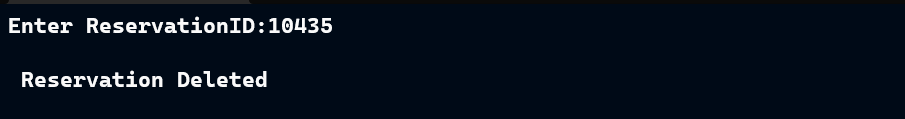 Enter ReservationID:10435
Reservation Deleted